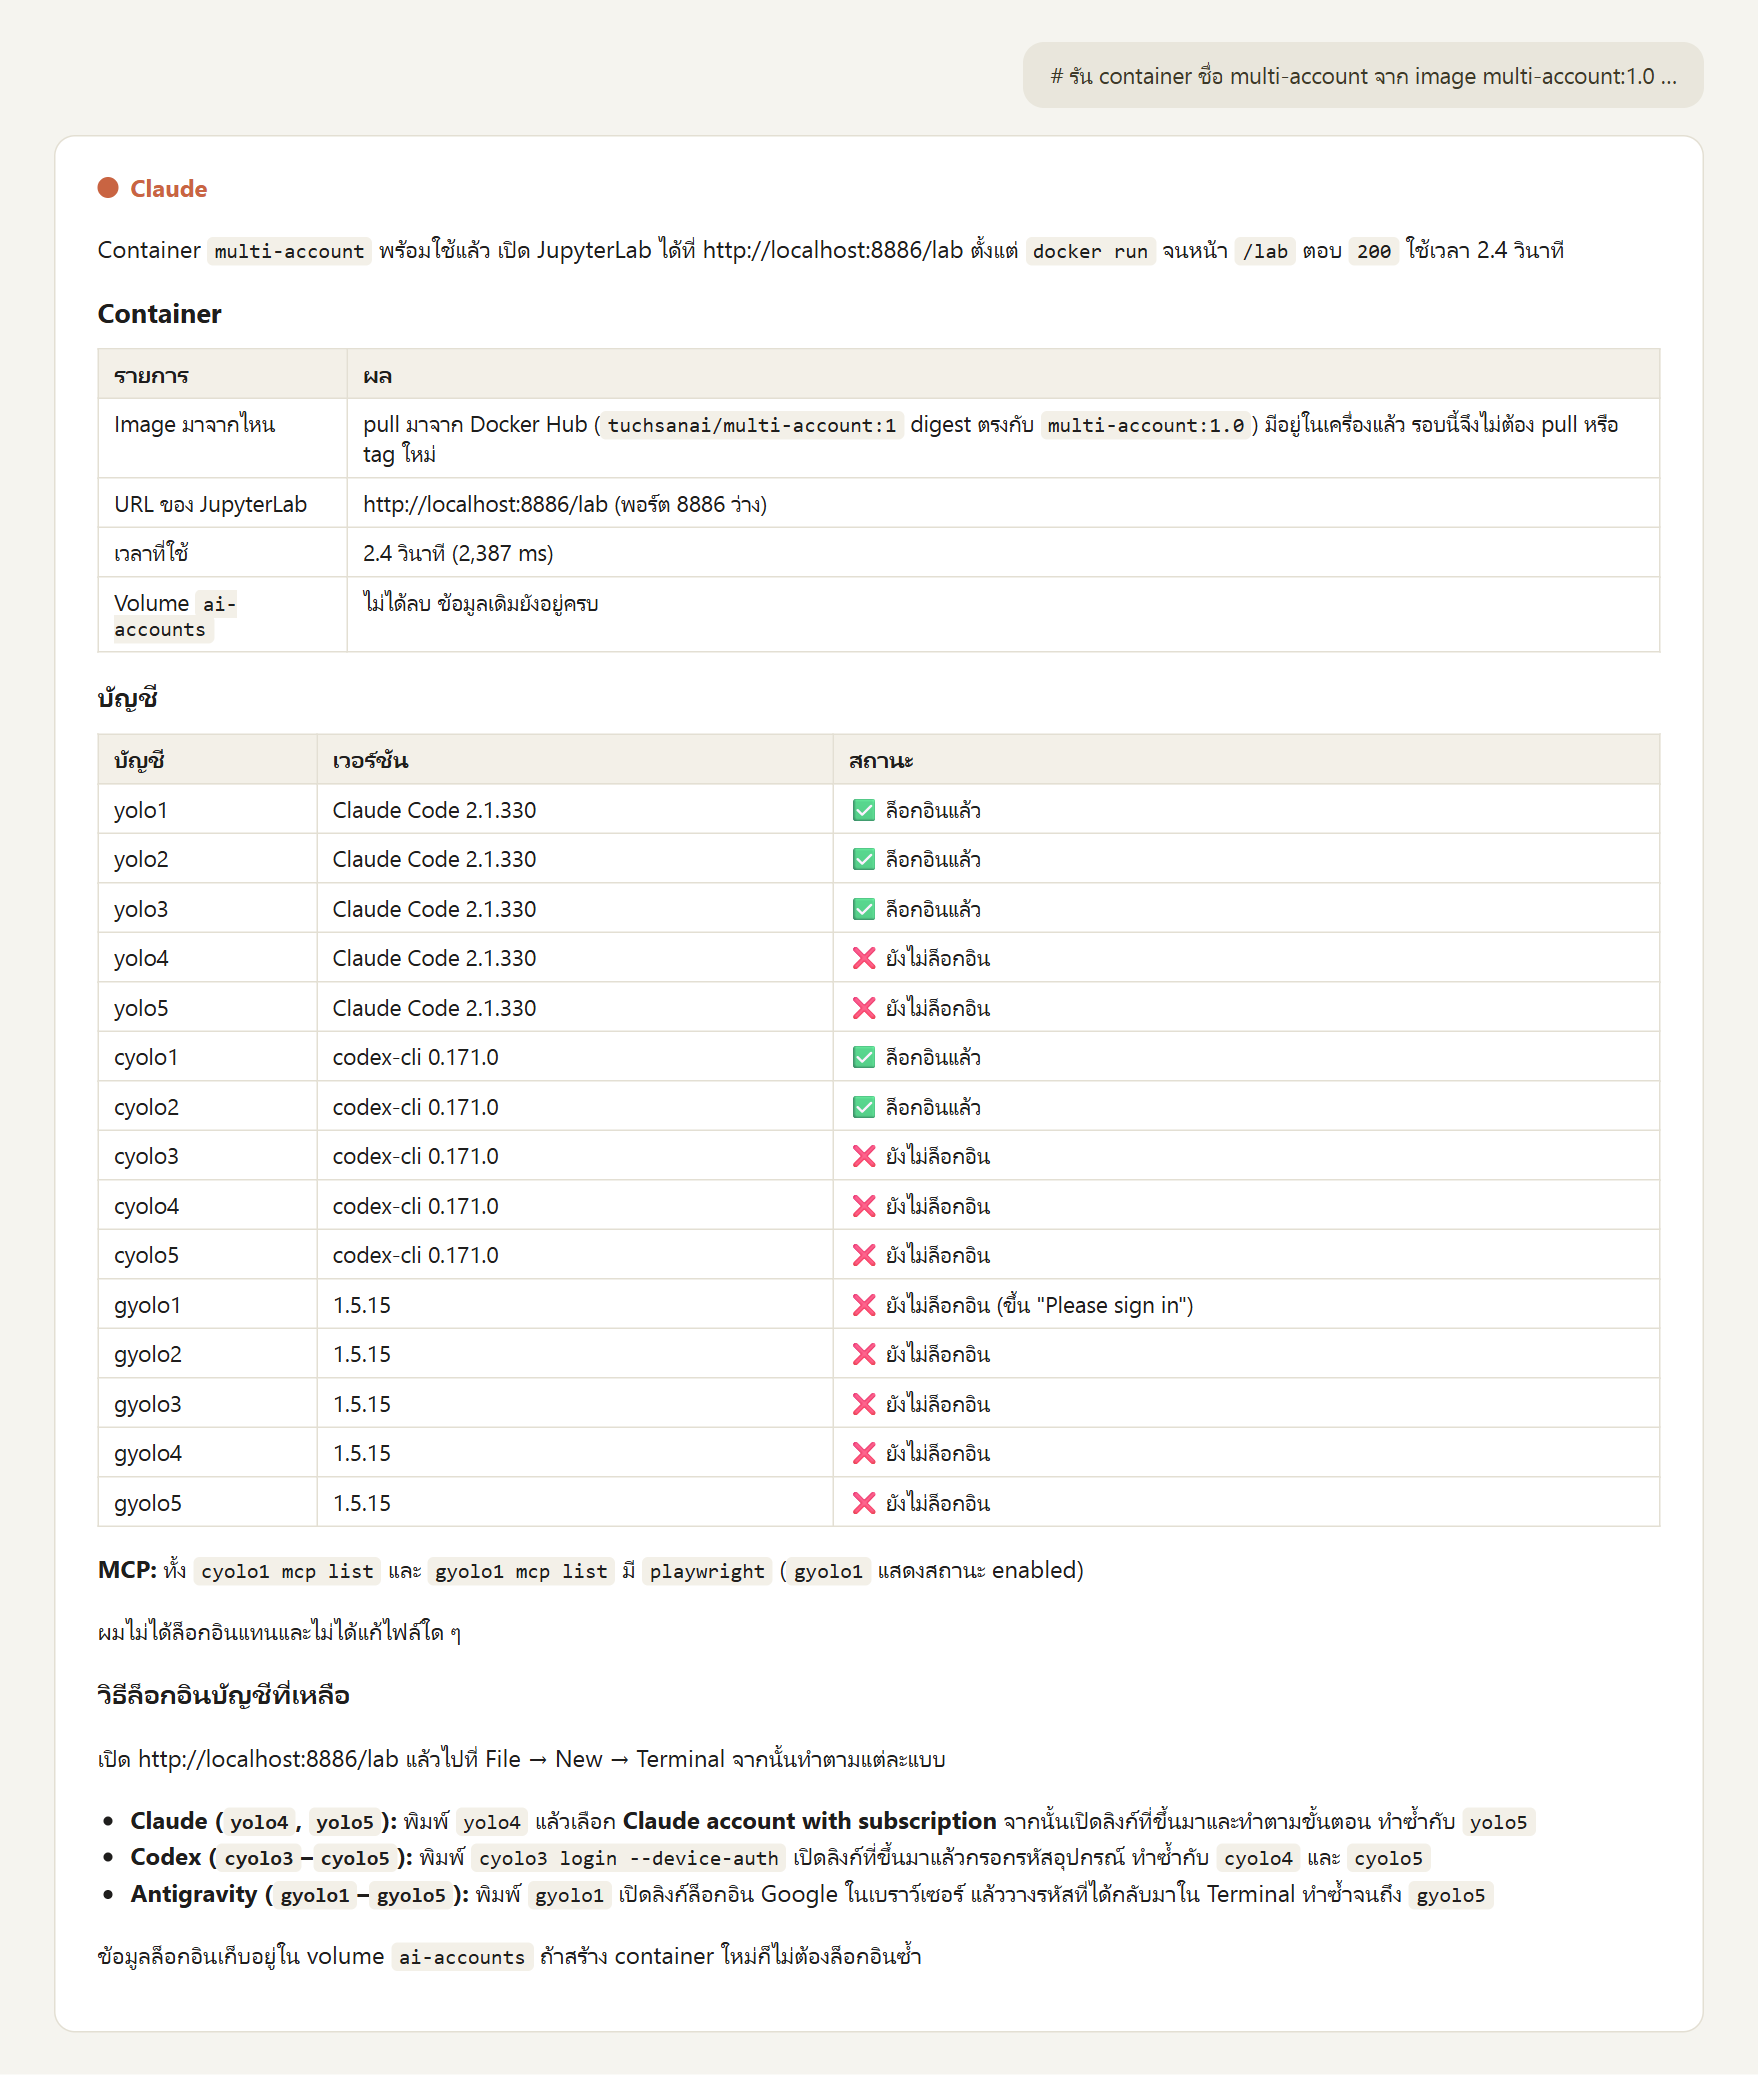 # รัน container ชื่อ multi-account จาก image multi-account:1.0 ...
Claude
Container multi-account พร้อมใช้แล้ว เปิด JupyterLab ได้ที่ http://localhost:8886/lab ตั้งแต่ docker run จนหน้า /lab ตอบ 200 ใช้เวลา 2.4 วินาที
Container
รายการ ผล
Image มาจากไหน pull มาจาก Docker Hub (tuchsanai/multi-account:1 digest ตรงกับ multi-account:1.0) มีอยู่ในเครื่องแล้ว รอบนี้จึงไม่ต้อง pull หรือ
tag ใหม่
URL ของ JupyterLab http://localhost:8886/lab (พอร์ต 8886 ว่าง)
เวลาที่ใช้ 2.4 วินาที (2,387 ms)
Volume ai- ไม่ได้ลบ ข้อมูลเดิมยังอยู่ครบ
accounts
บัญชี
บัญชี เวอร์ชัน สถานะ
yolo1 Claude Code 2.1.330 ✅ ล็อกอินแล้ว
yolo2 Claude Code 2.1.330 ✅ ล็อกอินแล้ว
yolo3 Claude Code 2.1.330 ✅ ล็อกอินแล้ว
yolo4 Claude Code 2.1.330 ❌ ยังไม่ล็อกอิน
yolo5 Claude Code 2.1.330 ❌ ยังไม่ล็อกอิน
cyolo1 codex-cli 0.171.0 ✅ ล็อกอินแล้ว
cyolo2 codex-cli 0.171.0 ✅ ล็อกอินแล้ว
cyolo3 codex-cli 0.171.0 ❌ ยังไม่ล็อกอิน
cyolo4 codex-cli 0.171.0 ❌ ยังไม่ล็อกอิน
cyolo5 codex-cli 0.171.0 ❌ ยังไม่ล็อกอิน
gyolo1 1.5.15 ❌ ยังไม่ล็อกอิน (ขึ้น "Please sign in")
gyolo2 1.5.15 ❌ ยังไม่ล็อกอิน
gyolo3 1.5.15 ❌ ยังไม่ล็อกอิน
gyolo4 1.5.15 ❌ ยังไม่ล็อกอิน
gyolo5 1.5.15 ❌ ยังไม่ล็อกอิน
MCP: ทั้ง cyolo1 mcp list และ gyolo1 mcp list มี playwright (gyolo1 แสดงสถานะ enabled)
ผมไม่ได้ล็อกอินแทนและไม่ได้แก้ไฟล์ใด ๆ
วิธีล็อกอินบัญชีที่เหลือ
เปิด http://localhost:8886/lab แล้วไปที่ File → New → Terminal จากนั้นทำตามแต่ละแบบ
• Claude (yolo4, yolo5): พิมพ์ yolo4 แล้วเลือก Claude account with subscription จากนั้นเปิดลิงก์ที่ขึ้นมาและทำตามขั้นตอน ทำซ้ำกับ yolo5
• Codex (cyolo3–cyolo5): พิมพ์ cyolo3 login --device-auth เปิดลิงก์ที่ขึ้นมาแล้วกรอกรหัสอุปกรณ์ ทำซ้ำกับ cyolo4 และ cyolo5
• Antigravity (gyolo1–gyolo5): พิมพ์ gyolo1 เปิดลิงก์ล็อกอิน Google ในเบราว์เซอร์ แล้ววางรหัสที่ได้กลับมาใน Terminal ทำซ้ำจนถึง gyolo5
ข้อมูลล็อกอินเก็บอยู่ใน volume ai-accounts ถ้าสร้าง container ใหม่ก็ไม่ต้องล็อกอินซ้ำ